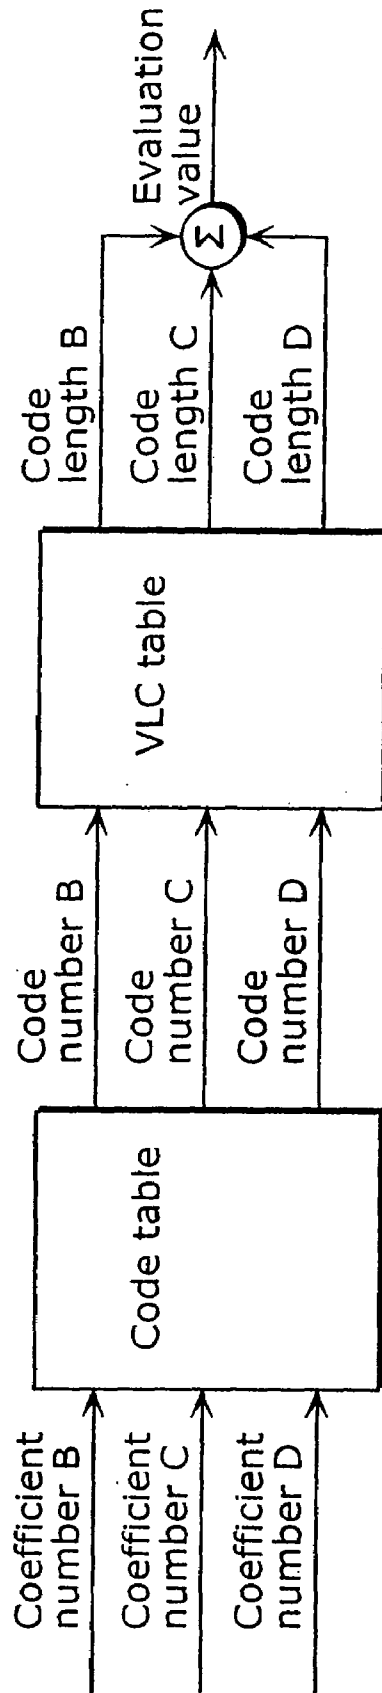 Coefficient
number B
Coefficient
number C
Coefficient
number D
Code table
Code
number B
Code
number C
Code
number D
VLC table
Code
length B
Code
length C
Code
length D
Σ
Evaluation
value